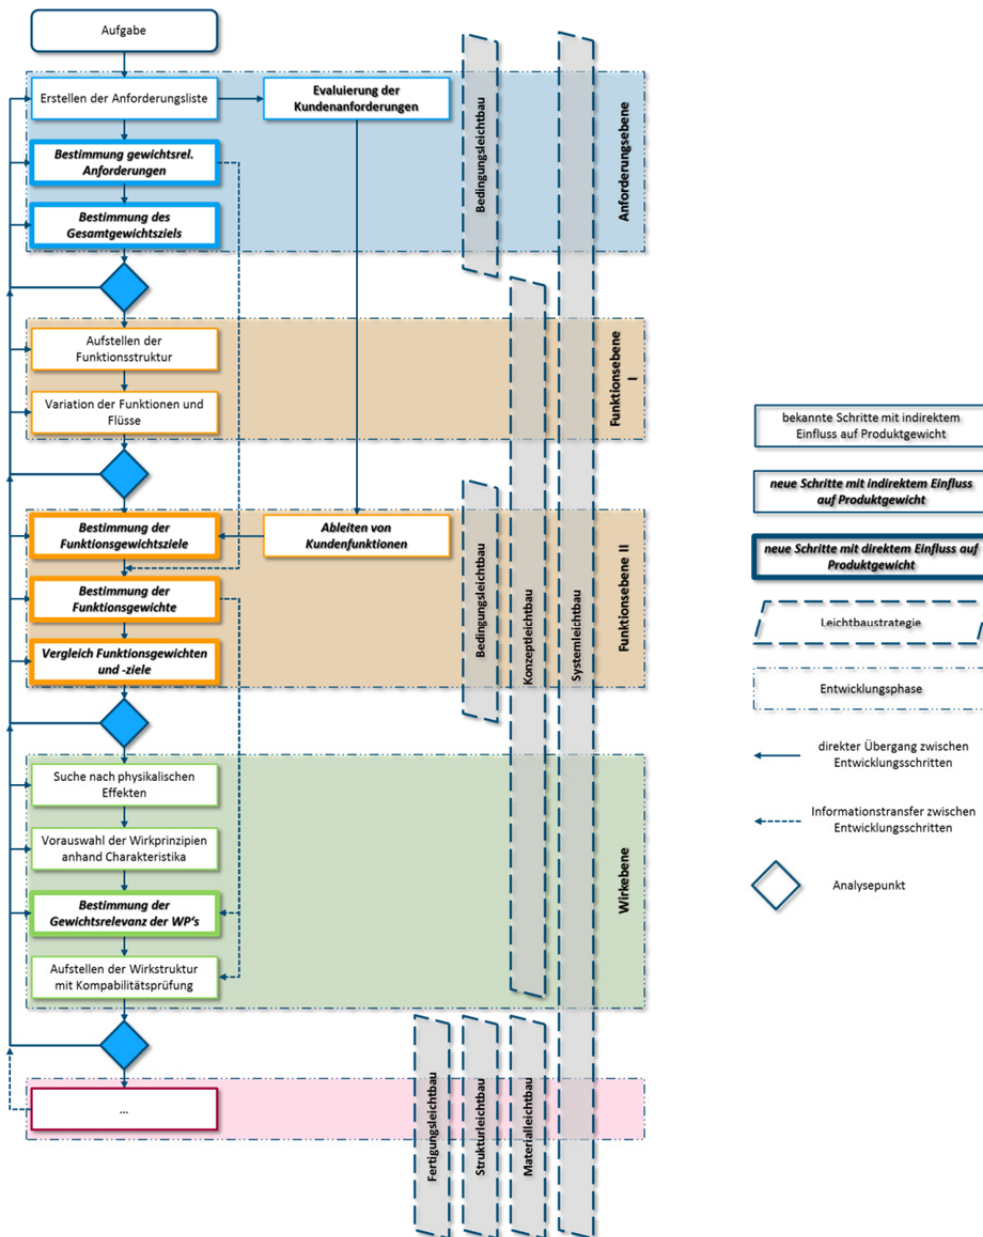 Aufgabe
Erstellen der Anforderungsliste
Evaluierung der
Kundenanforderungen
Bestimmung gewichtsrel.
Anforderungen
Bestimmung des
Gesamtgewichtsziels
Bedingungsleichtbau
Anforderungsebene
Aufstellen der
Funktionsstruktur
Variation der Funktionen und
Flüsse
Funktionsebene
I
Bestimmung der
Funktionsgewichtsziele
Ableiten von
Kundenfunktionen
Bestimmung der
Funktionsgewichte
Vergleich Funktionsgewichten
und -ziele
Bedingungsleichtbau
Konzeptleichtbau
Systemleichtbau
Funktionsebene II
Suche nach physikalischen
Effekten
Vorauswahl der Wirkprinzipien
anhand Charakteristika
Bestimmung der
Gewichtsrelevanz der WP's
Aufstellen der Wirkstruktur
mit Kompabilitätsprüfung
Wirkebene
...
Fertigungsleichtbau
Strukturleichtbau
Materialleichtbau
bekannte Schritte mit indirektem
Einfluss auf Produktgewicht
neue Schritte mit indirektem Einfluss
auf Produktgewicht
neue Schritte mit direktem Einfluss auf
Produktgewicht
Leichtbaustrategie
Entwicklungsphase
direkter Übergang zwischen
Entwicklungsschritten
Informationstransfer zwischen
Entwicklungsschritten
Analysepunkt